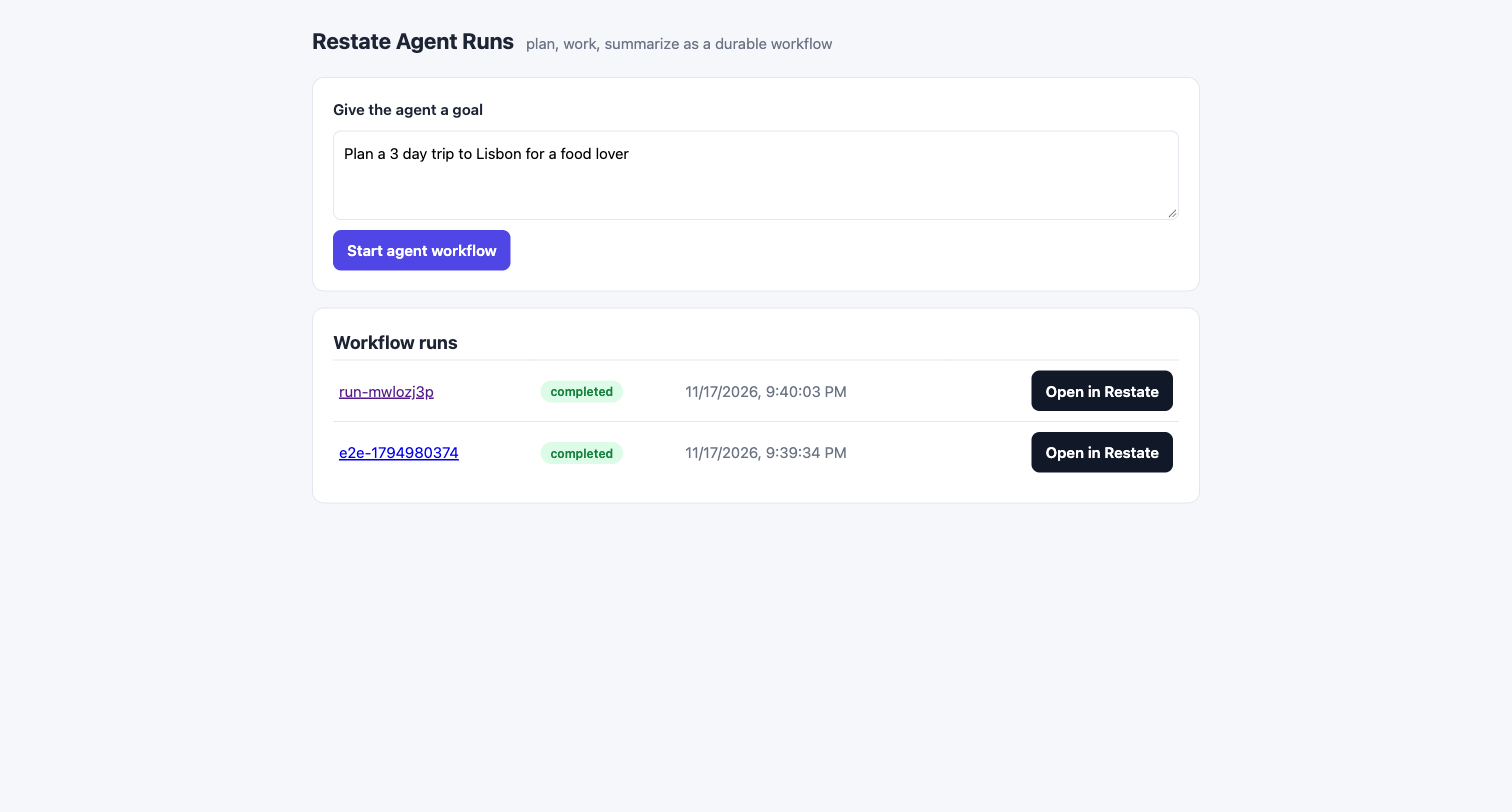 Restate Agent Runs plan, work, summarize as a durable workflow
Give the agent a goal
Plan a 3 day trip to Lisbon for a food lover
Start agent workflow
Workflow runs
run-mwlozj3p completed 11/17/2026, 9:40:03 PM Open in Restate
e2e-1794980374 completed 11/17/2026, 9:39:34 PM Open in Restate